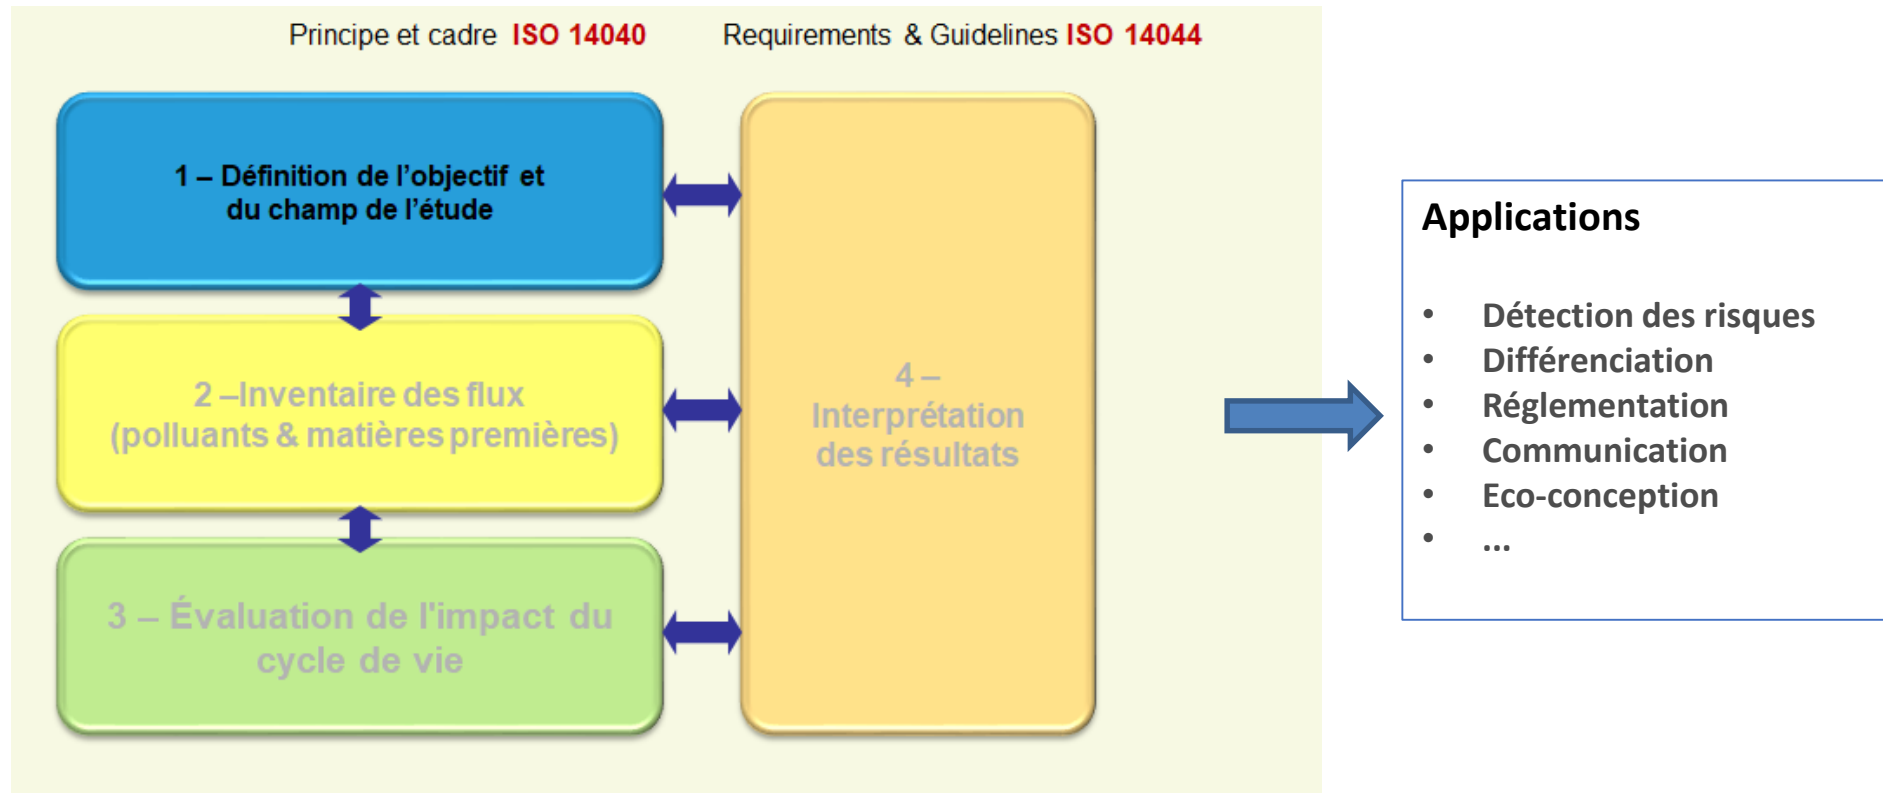 Principe et cadre ISO 14040
Requirements & Guidelines ISO 14044
1 – Définition de l'objectif et
du champ de l'étude
2 –Inventaire des flux
(polluants & matières premières)
3 – Évaluation de l'impact du
cycle de vie
4 –
Interprétation
des résultats
Applications
• Détection des risques
• Différenciation
• Réglementation
• Communication
• Eco-conception
• ...